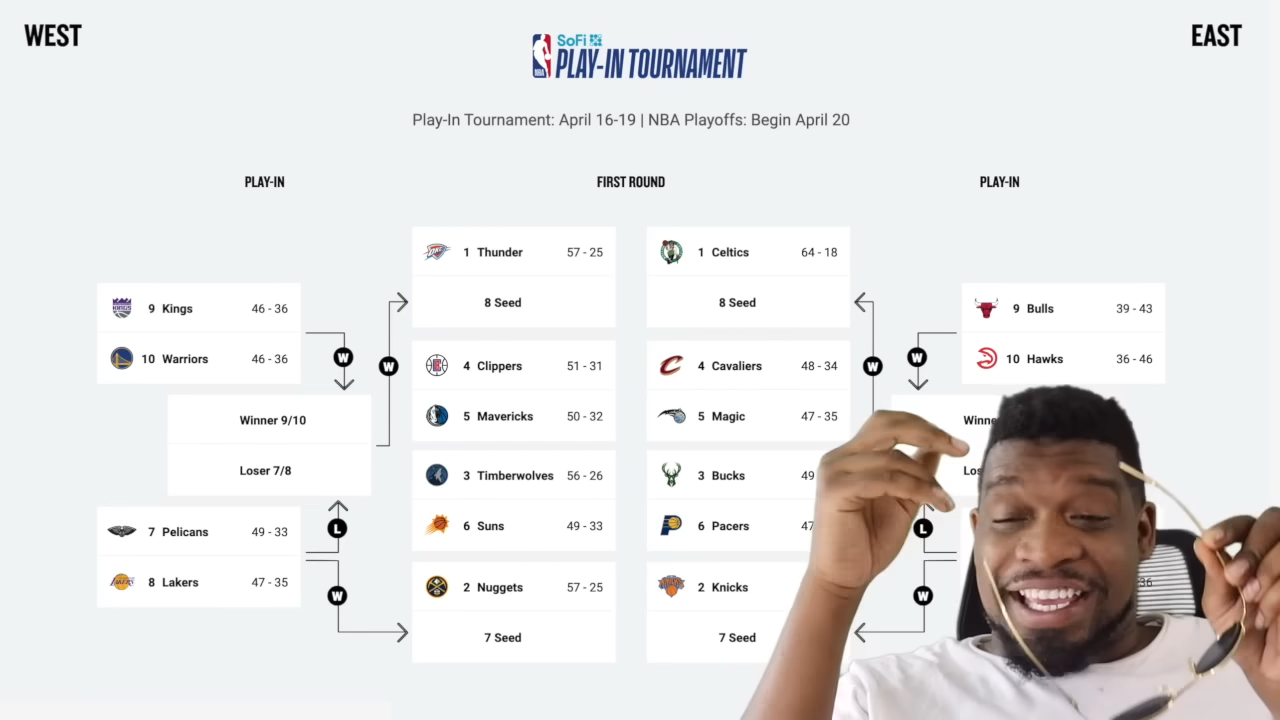 WEST
EAST
SoFi
NBA
PLAY-IN TOURNAMENT
Play-In Tournament: April 16-19 | NBA Playoffs: Begin April 20
PLAY-IN
FIRST ROUND
PLAY-IN
9 Kings 46 - 36
10 Warriors 46 - 36
W
Winner 9/10
Loser 7/8
L
7 Pelicans 49 - 33
8 Lakers 47 - 35
W
W
1 Thunder 57 - 25
8 Seed
4 Clippers 51 - 31
5 Mavericks 50 - 32
3 Timberwolves 56 - 26
6 Suns 49 - 33
2 Nuggets 57 - 25
7 Seed
1 Celtics 64 - 18
8 Seed
4 Cavaliers 48 - 34
5 Magic 47 - 35
3 Bucks 49
6 Pacers 47
2 Knicks
7 Seed
W
9 Bulls 39 - 43
10 Hawks 36 - 46
W
L
W
36